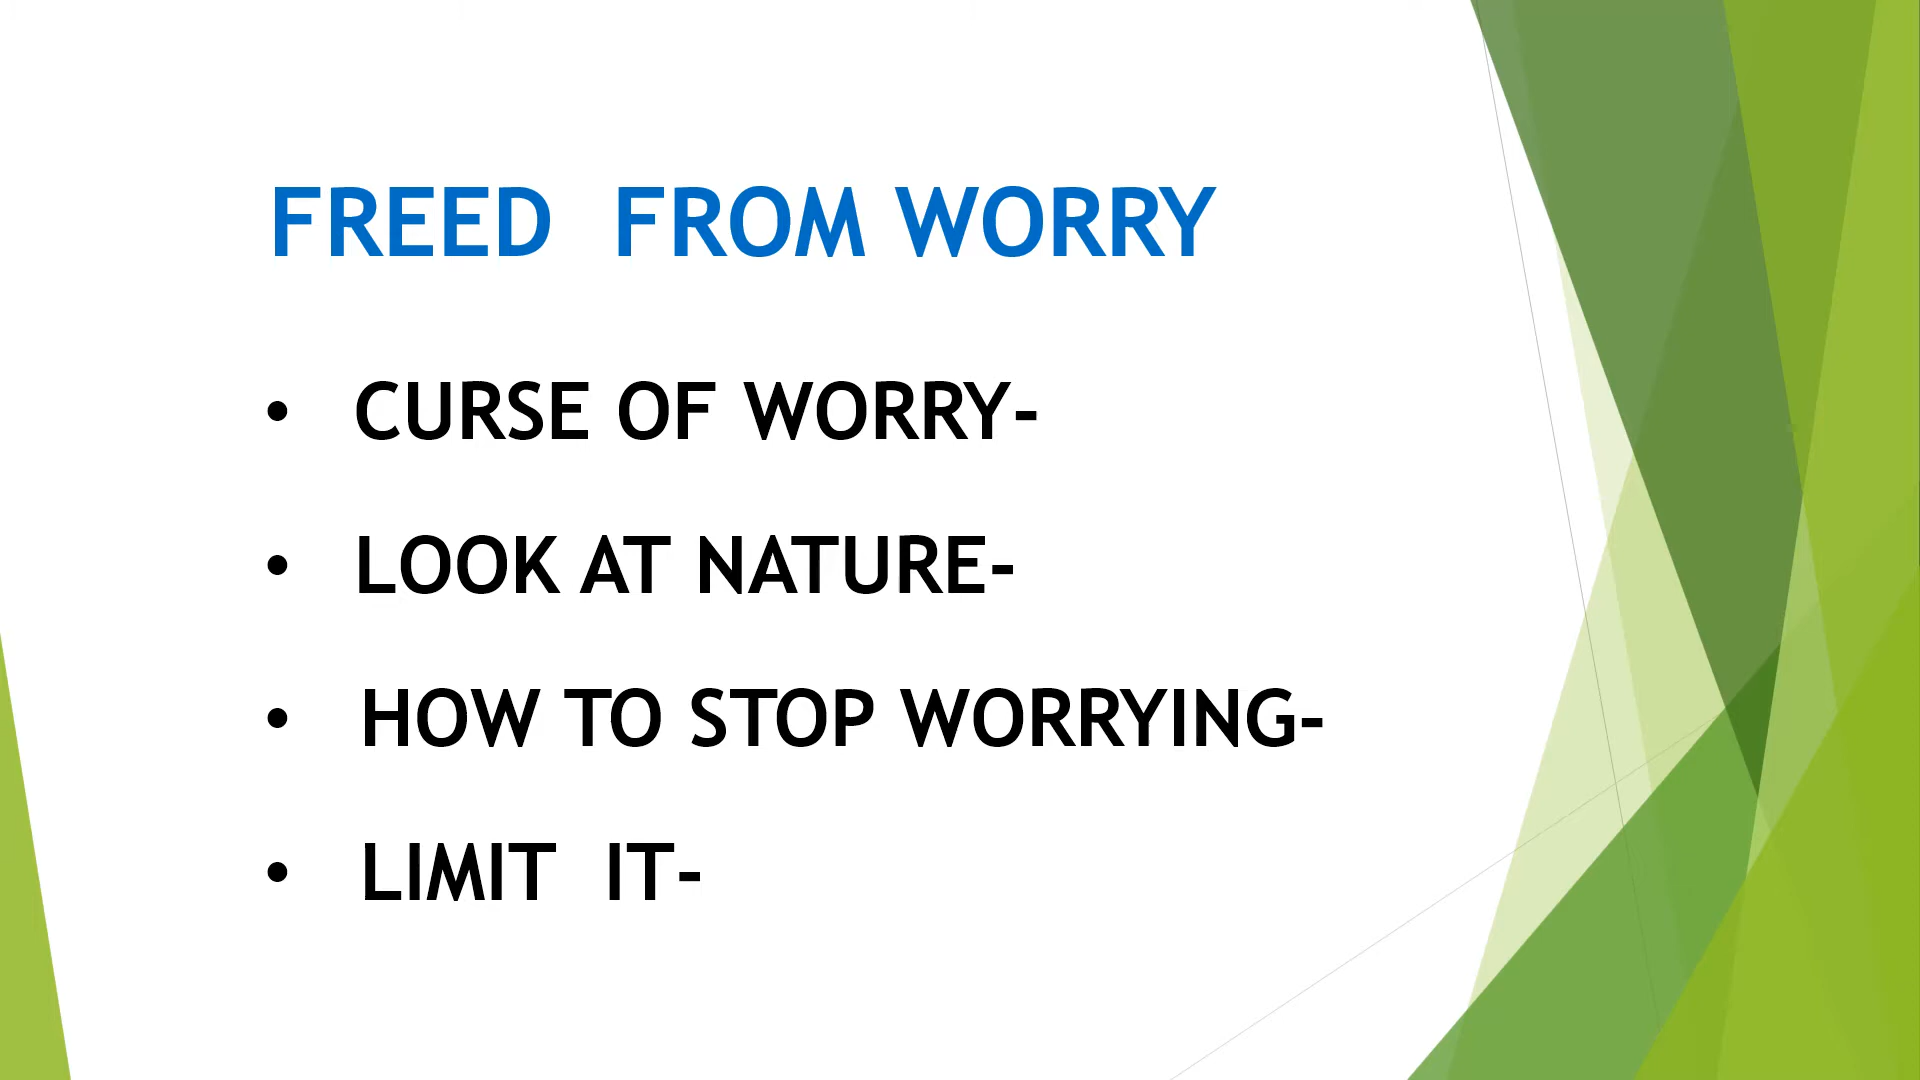 FREED  FROM WORRY
• CURSE OF WORRY-
• LOOK AT NATURE-
• HOW TO STOP WORRYING-
• LIMIT  IT-